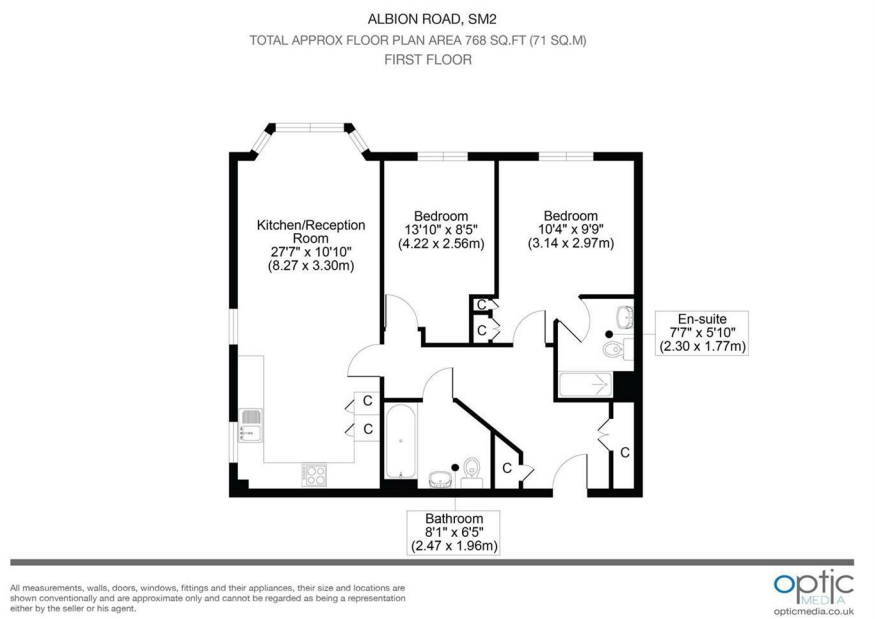 ALBION ROAD, SM2
TOTAL APPROX FLOOR PLAN AREA 768 SQ.FT (71 SQ.M)
FIRST FLOOR
Kitchen/Reception
Room
27'7" x 10'10"
(8.27 x 3.30m)
Bedroom
13'10" x 8'5"
(4.22 x 2.56m)
Bedroom
10'4" x 9'9"
(3.14 x 2.97m)
C
C
En-suite
7'7" x 5'10"
(2.30 x 1.77m)
C
C
C
C
Bathroom
8'1" x 6'5"
(2.47 x 1.96m)
All measurements, walls, doors, windows, fittings and their appliances, their size and locations are
shown conventionally and are approximate only and cannot be regarded as being a representation
either by the seller or his agent.
optic
MEDIA
opticmedia.co.uk